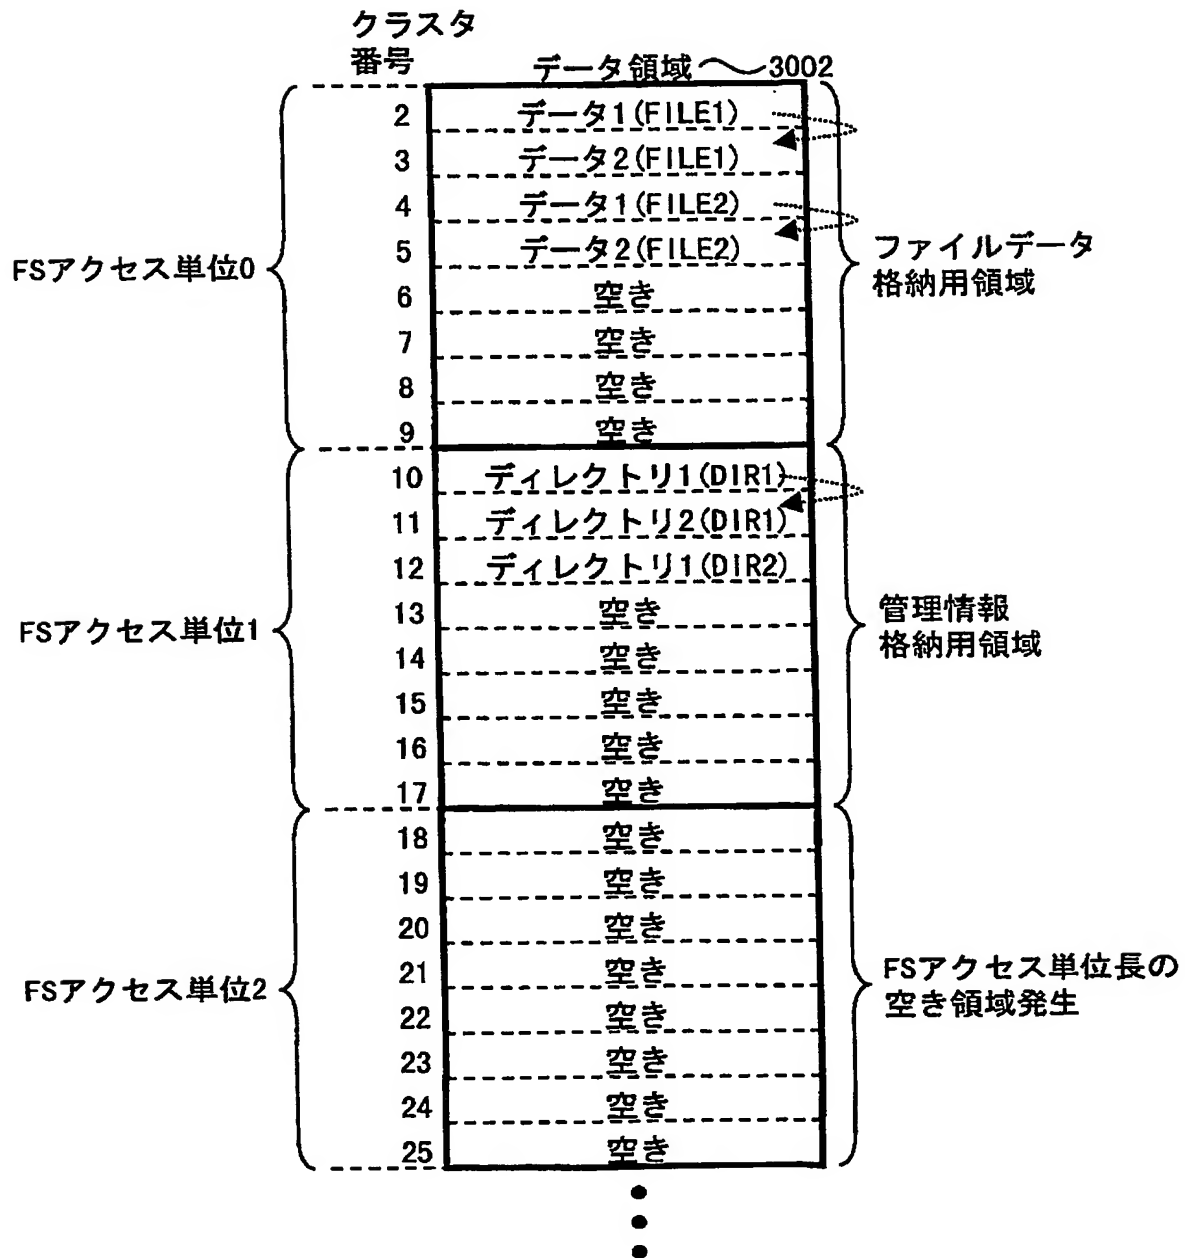 クラスタ
番号
データ領域 3002
2 データ1(FILE1)
3 データ2(FILE1)
4 データ1(FILE2)
5 データ2(FILE2)
6 空き
7 空き
8 空き
9 空き
FSアクセス単位0
ファイルデータ
格納用領域
10 ディレクトリ1(DIR1)
11 ディレクトリ2(DIR1)
12 ディレクトリ1(DIR2)
13 空き
14 空き
15 空き
16 空き
17 空き
FSアクセス単位1
管理情報
格納用領域
18 空き
19 空き
20 空き
21 空き
22 空き
23 空き
24 空き
25 空き
FSアクセス単位2
FSアクセス単位長の
空き領域発生